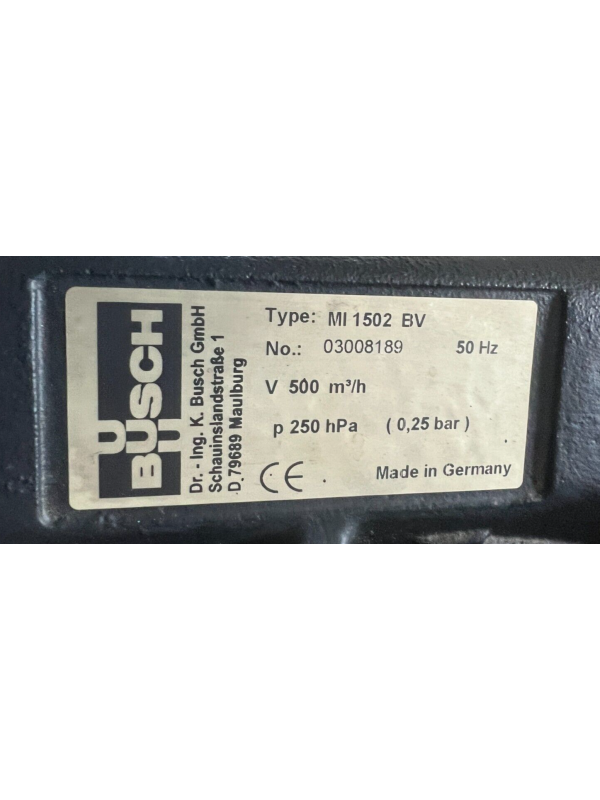 BUSCH
Dr. - Ing. K. Busch GmbH
Schauinslandstraße 1
D 79689 Maulburg
Type: MI 1502 BV
No.: 03008189 50 Hz
V 500 m³/h
p 250 hPa ( 0,25 bar )
CE Made in Germany